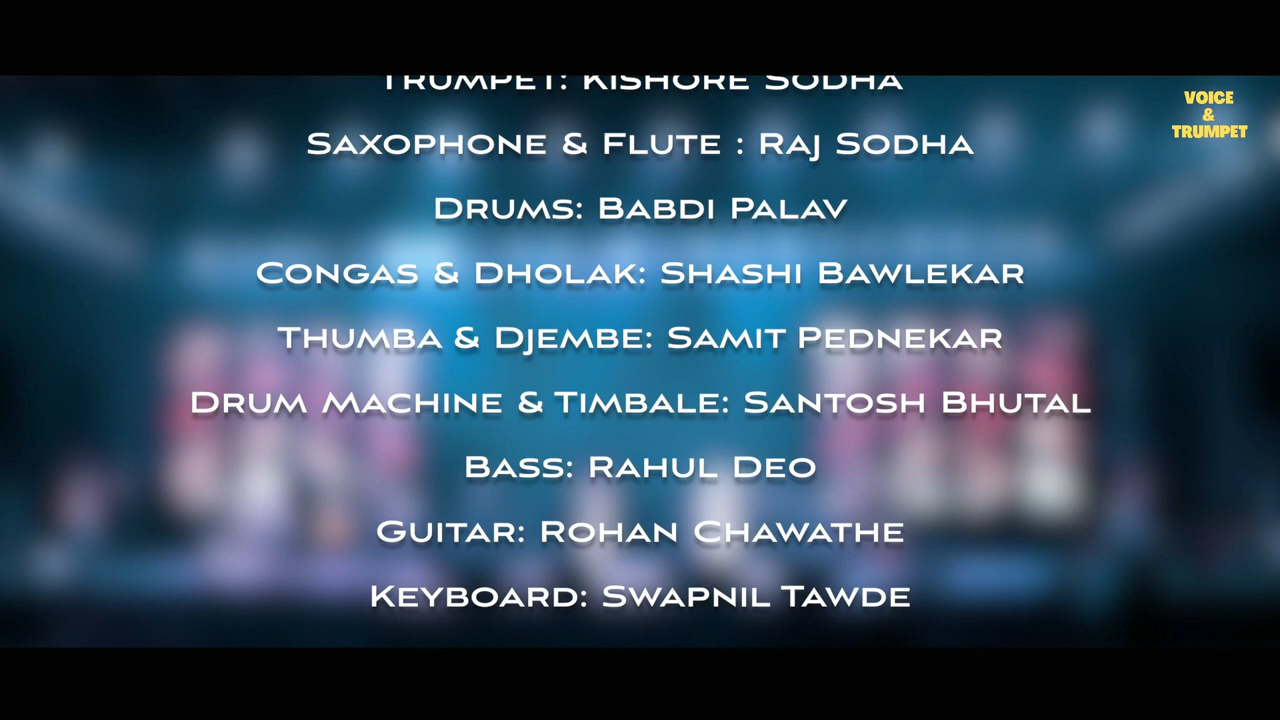 Trumpet: Kishore Sodha
VOICE
&
TRUMPET
Saxophone & Flute : Raj Sodha
Drums: Babdi Palav
Congas & Dholak: Shashi Bawlekar
Thumba & Djembe: Samit Pednekar
Drum Machine & Timbale: Santosh Bhutal
Bass: Rahul Deo
Guitar: Rohan Chawathe
Keyboard: Swapnil Tawde